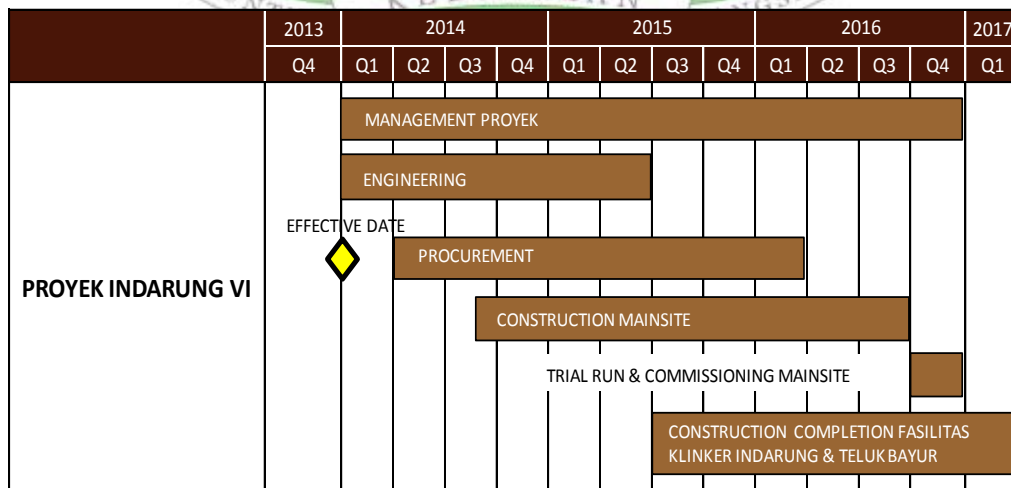 2013 2014 2015 2016 2017
Q4 Q1 Q2 Q3 Q4 Q1 Q2 Q3 Q4 Q1 Q2 Q3 Q4 Q1
MANAGEMENT PROYEK
ENGINEERING
EFFECTIVE DATE
PROCUREMENT
PROYEK INDARUNG VI
CONSTRUCTION MAINSITE
TRIAL RUN & COMMISSIONING MAINSITE
CONSTRUCTION COMPLETION FASILITAS
KLINKER INDARUNG & TELUK BAYUR